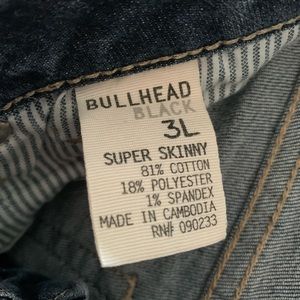 BULLHEAD
BLACK
3L
SUPER SKINNY
81% COTTON
18% POLYESTER
1% SPANDEX
MADE IN CAMBODIA
RN# 090233